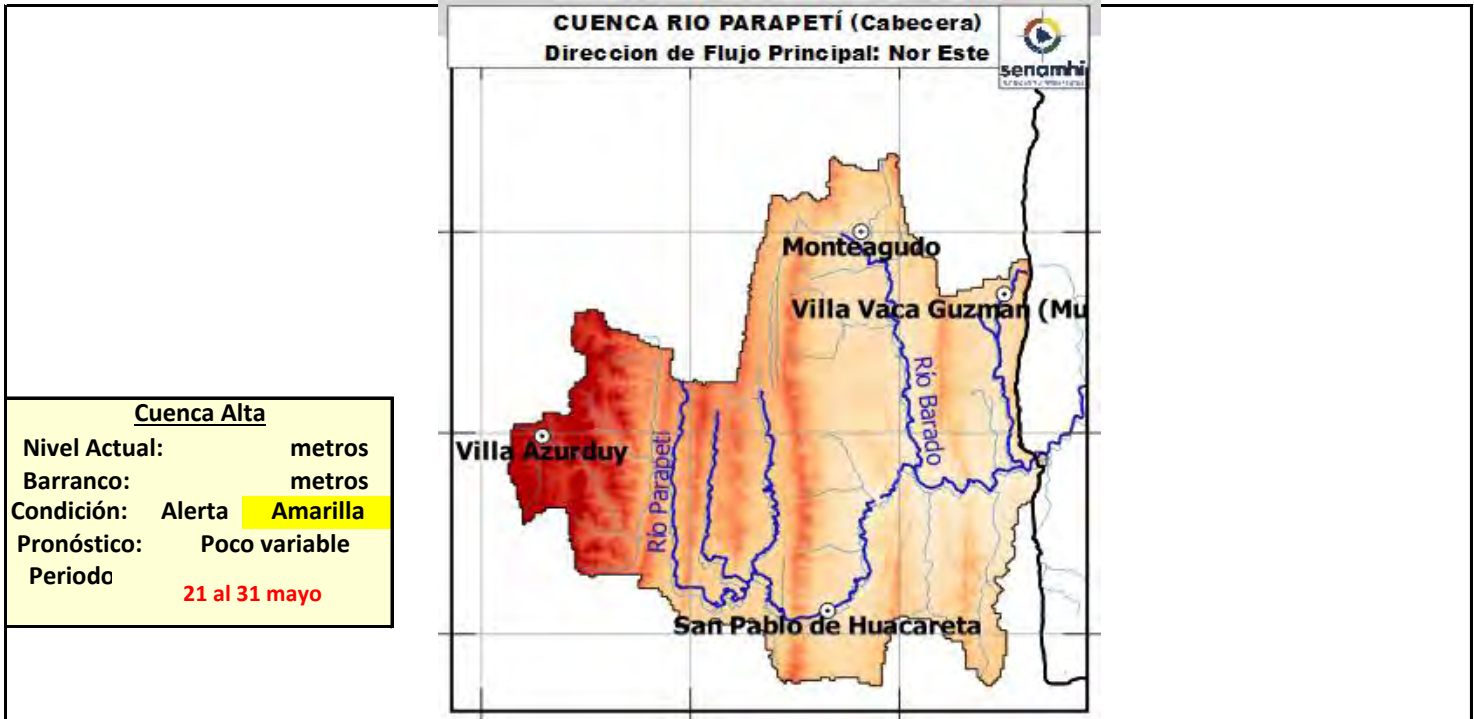 CUENCA RIO PARAPETÍ (Cabecera)
Direccion de Flujo Principal: Nor Este
senamhi
Monteagudo
Villa Vaca Guzmán (Mu
Río Barado
Villa Azurduy
Río Parapetí
San Pablo de Huacareta
Cuenca Alta
Nivel Actual: metros
Barranco: metros
Condición: Alerta Amarilla
Pronóstico: Poco variable
Periodo
21 al 31 mayo